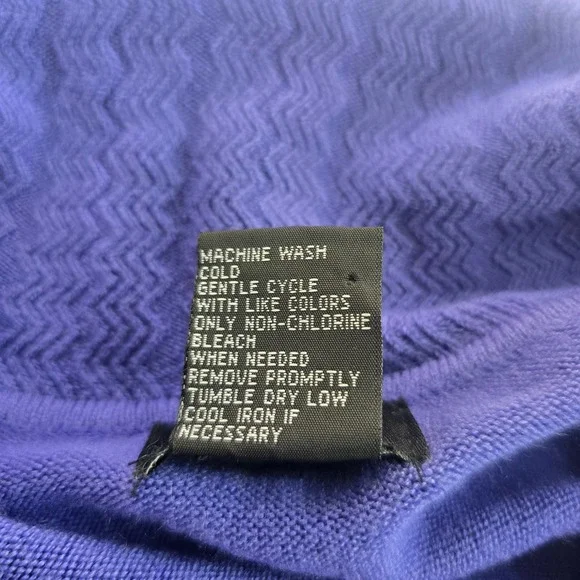 MACHINE WASH
COLD
GENTLE CYCLE
WITH LIKE COLORS
ONLY NON-CHLORINE
BLEACH
WHEN NEEDED
REMOVE PROMPTLY
TUMBLE DRY LOW
COOL IRON IF
NECESSARY